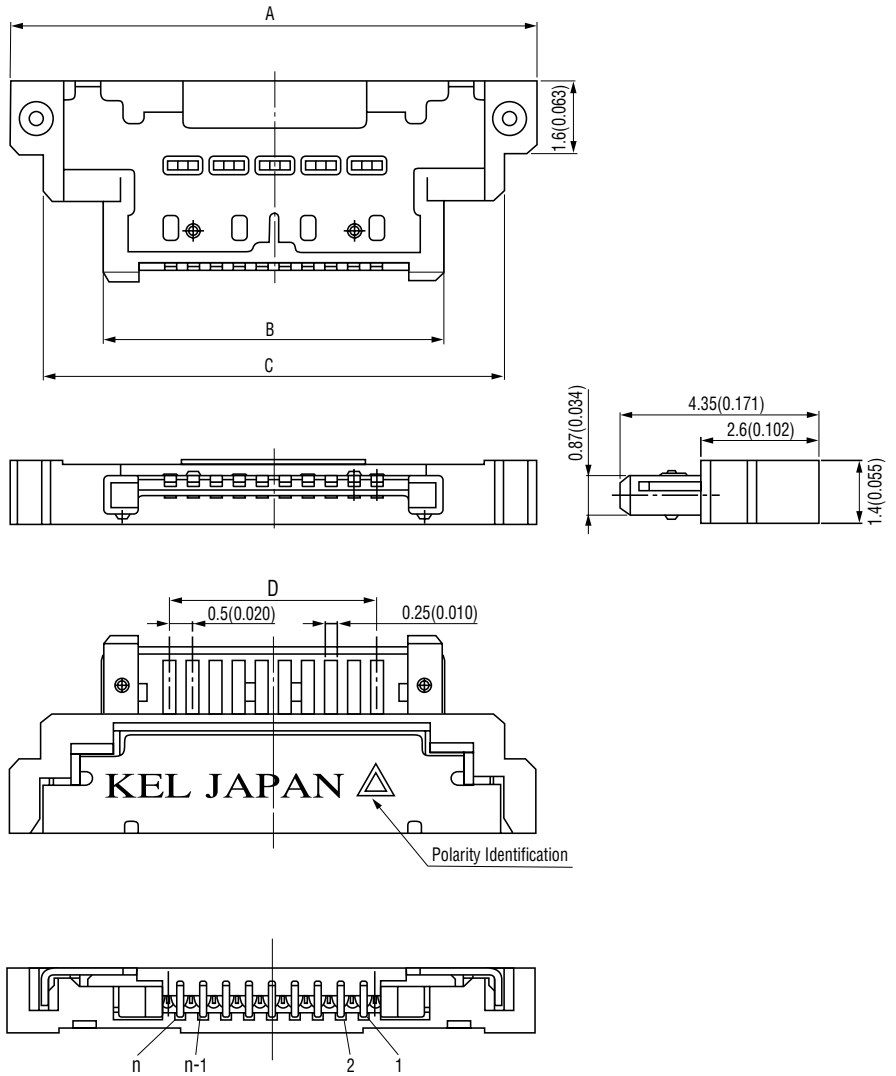 A
1.6(0.063)
B
C
0.87(0.034)
4.35(0.171)
2.6(0.102)
1.4(0.055)
D
0.5(0.020)
0.25(0.010)
KEL JAPAN
Polarity Identification
n
n-1
2
1